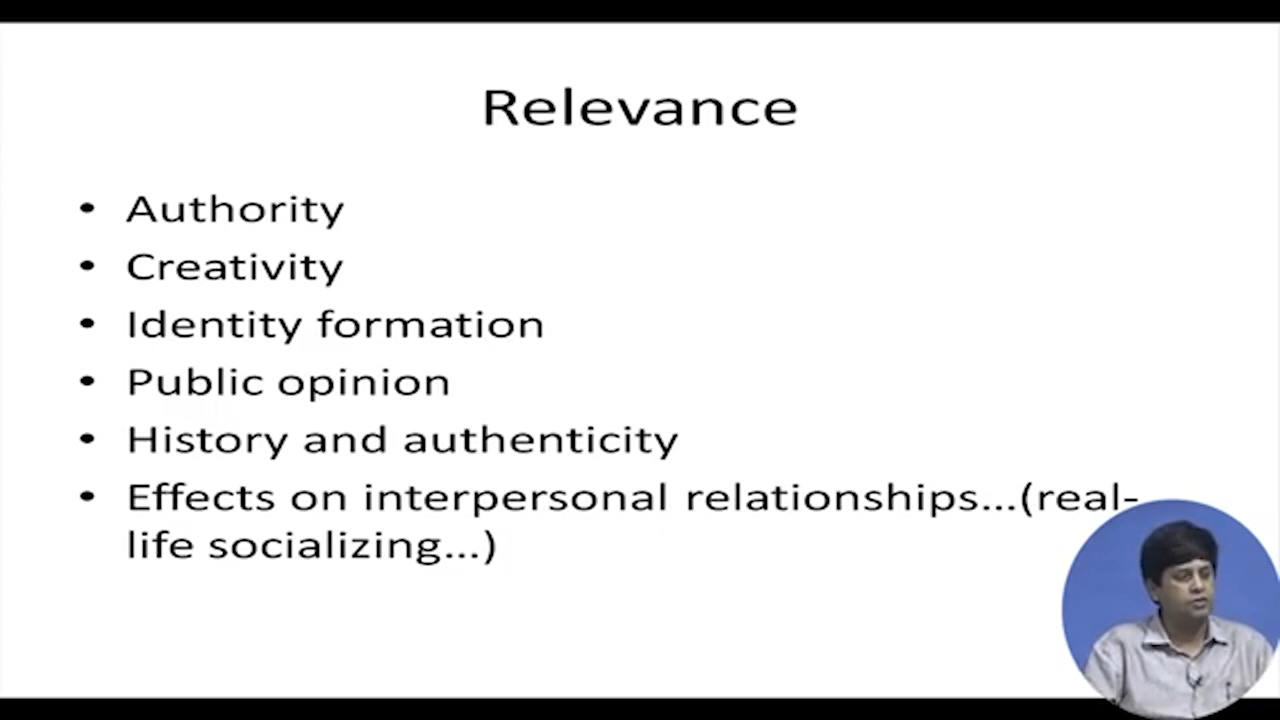 Relevance
• Authority
• Creativity
• Identity formation
• Public opinion
• History and authenticity
• Effects on interpersonal relationships...(real-
life socializing...)